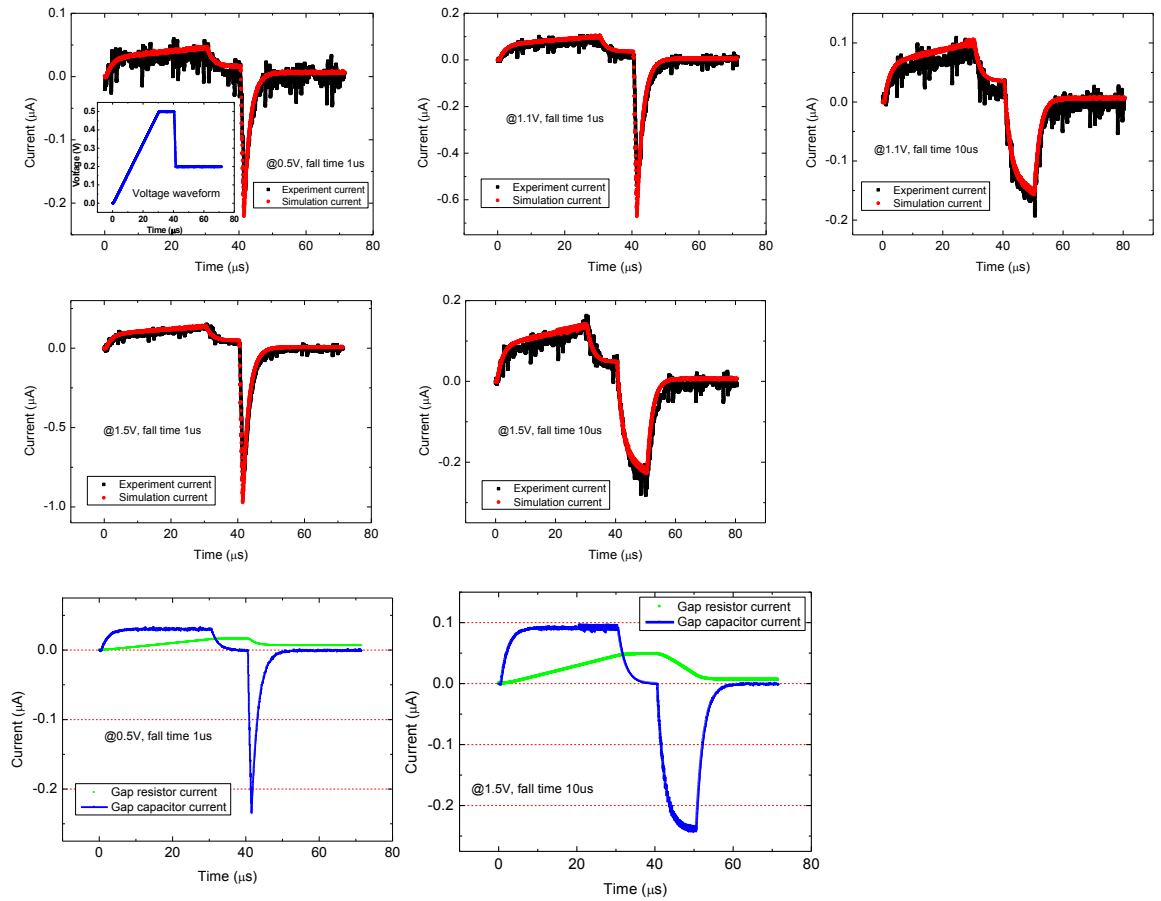 0.1
0.0
-0.1
-0.2
Current (μA)
0
20
40
60
80
Time (μs)
@0.5V, fall time 1us
Experiment current
Simulation current
0.5
0.4
0.3
0.2
0.1
0.0
Voltage (V)
0 20 40 60 80
Time (μs)
Voltage waveform
0.2
0.0
-0.2
-0.4
-0.6
Current (μA)
0
20
40
60
80
Time (μs)
@1.1V, fall time 1us
Experiment current
Simulation current
0.1
0.0
-0.1
-0.2
Current (μA)
0
20
40
60
80
100
Time (μs)
@1.1V, fall time 10us
Experiment current
Simulation current
0.0
-0.5
-1.0
Current (μA)
0
20
40
60
80
Time (μs)
@1.5V, fall time 1us
Experiment current
Simulation current
0.2
0.0
-0.2
Current (μA)
0
20
40
60
80
Time (μs)
@1.5V, fall time 10us
Experiment current
Simulation current
0.0
-0.1
-0.2
Current (μA)
0
20
40
60
80
Time (μs)
@0.5V, fall time 1us
Gap resistor current
Gap capacitor current
0.1
0.0
-0.1
-0.2
Current (μA)
0
20
40
60
80
Time (μs)
@1.5V, fall time 10us
Gap resistor current
Gap capacitor current